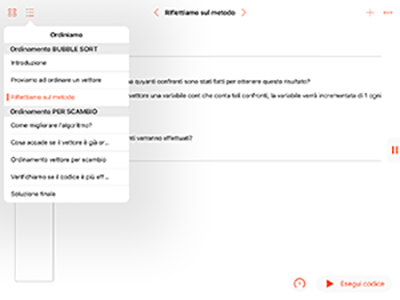 Riflettiamo sul metodo
Ordiniamo
Ordinamento BUBBLE SORT
Introduzione
Proviamo ad ordinare un vettore
Riflettiamo sul metodo
Ordinamento PER SCAMBIO
Come migliorare l'algoritmo?
Cosa accade se il vettore è già or...
Ordinamento vettore per scambio
Verifichiamo se il codice è più eff...
Soluzione finale
quanti confronti sono stati fatti per ottenere questo risultato?
vettore una variabile cont che conta tali confronti, la variabile verrà incrementata di 1 ogni
verranno effettuati?
Esegui codice